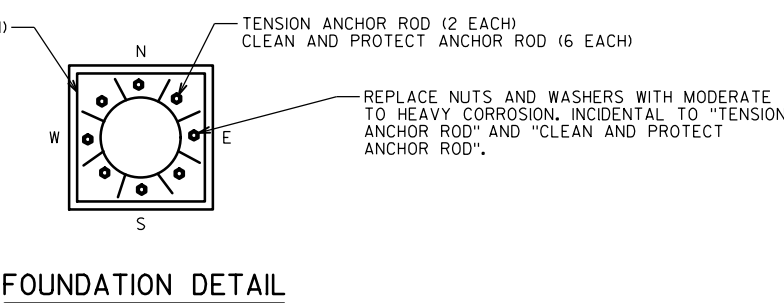 TENSION ANCHOR ROD (2 EACH)
CLEAN AND PROTECT ANCHOR ROD (6 EACH)
N
REPLACE NUTS AND WASHERS WITH MODERATE
TO HEAVY CORROSION. INCIDENTAL TO "TENSION
ANCHOR ROD" AND "CLEAN AND PROTECT
ANCHOR ROD".
W
E
S
FOUNDATION DETAIL